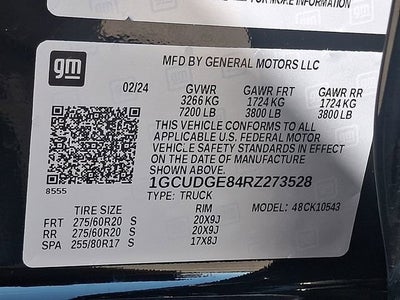 OR MORE INFORMATION
gm
MFD BY GENERAL MOTORS LLC
02/24 GVWR GAWR FRT GAWR RR
3266 KG 1724 KG 1724 KG
7200 LB 3800 LB 3800 LB
THIS VEHICLE CONFORMS TO ALL
APPLICABLE U.S. FEDERAL MOTOR
VEHICLE SAFETY STANDARDS IN EFFECT
ON THE DATE OF MANUFACTURE
SHOWN ABOVE.
8555
1GCUDGE84RZ273528
TYPE: TRUCK MODEL: 48CK10543
TIRE SIZE RIM
FRT 275/60R20 S 20X9J
RR 275/60R20 S 20X9J
SPA 255/80R17 S 17X8J